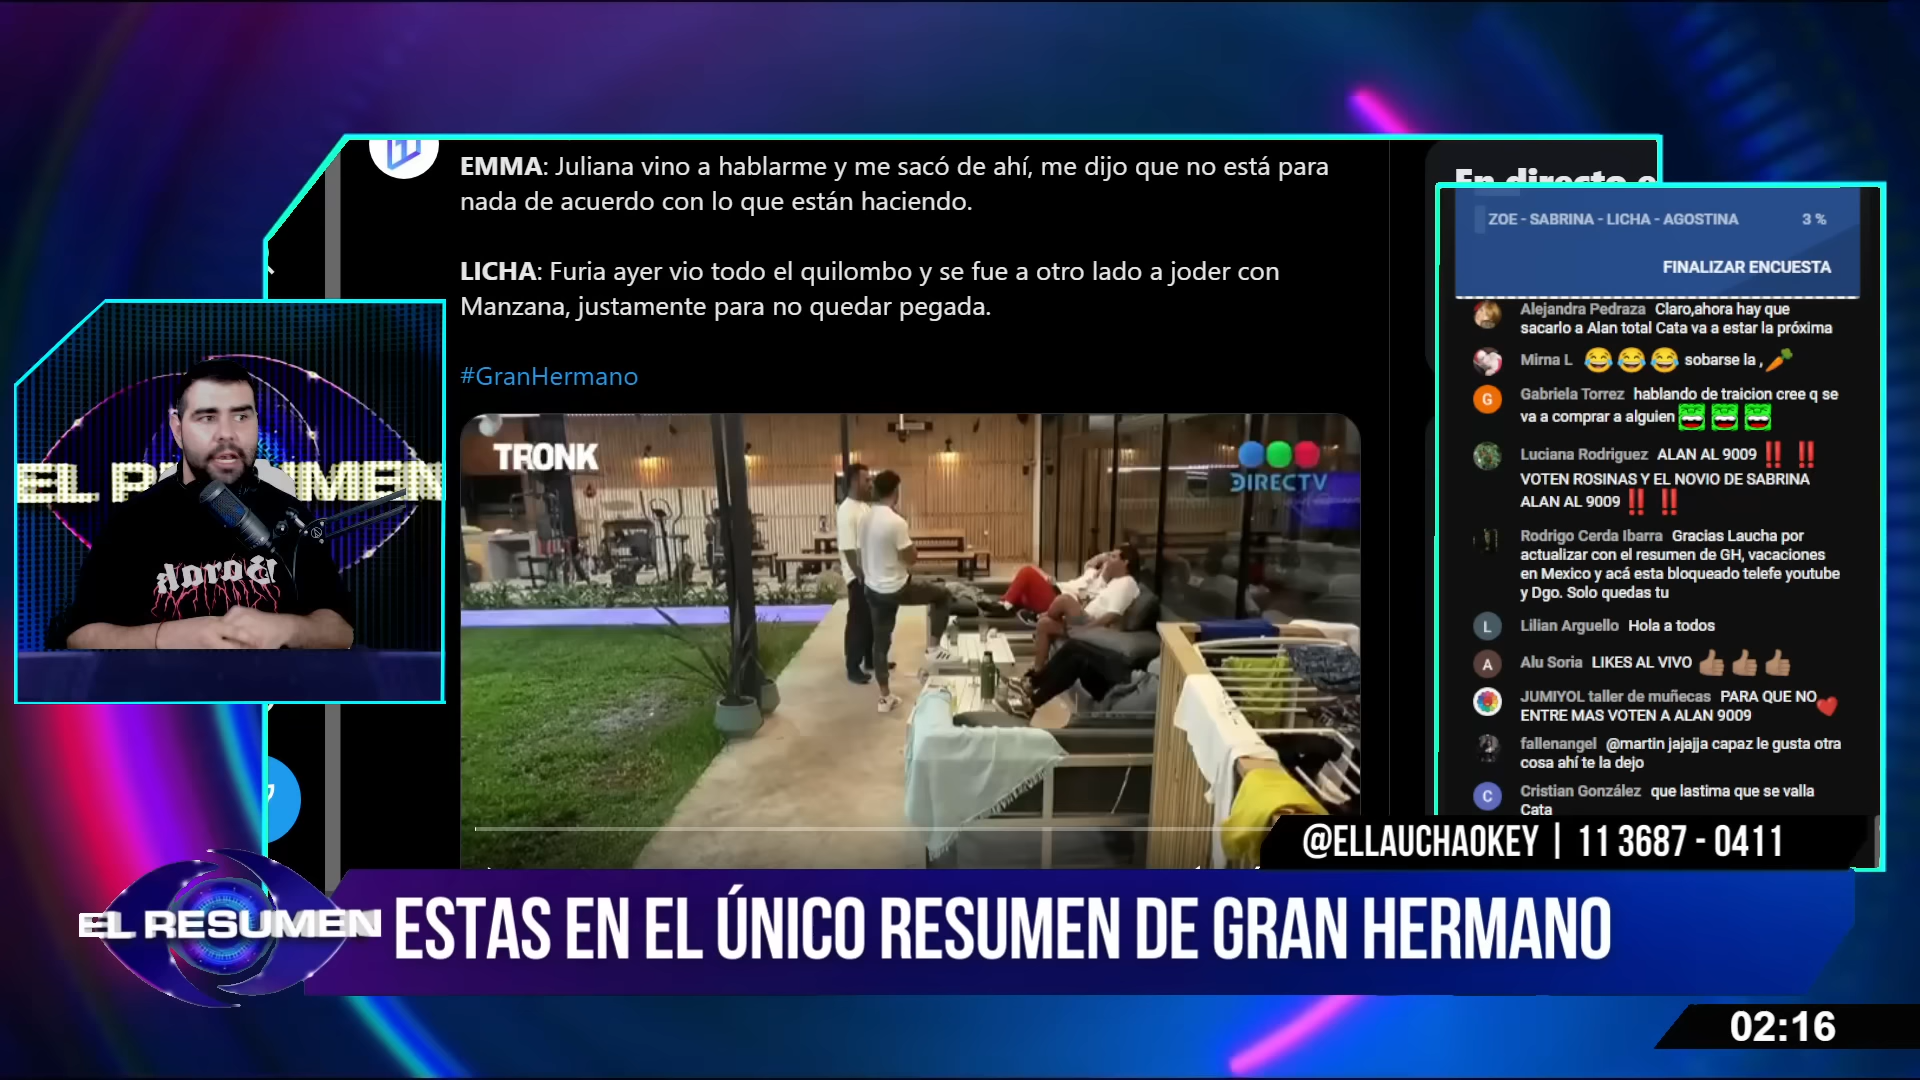 EMMA: Juliana vino a hablarme y me sacó de ahí, me dijo que no está para
nada de acuerdo con lo que están haciendo.
LICHA: Furia ayer vio todo el quilombo y se fue a otro lado a joder con
Manzana, justamente para no quedar pegada.
#GranHermano
TRONK
DIRECTV
En directo
ZOE - SABRINA - LICHA - AGOSTINA 3 %
FINALIZAR ENCUESTA
Alejandra Pedraza Claro,ahora hay que
sacarlo a Alan total Cata va a estar la próxima
Mirna L 😂😂😂 sobarse la , 🥕
Gabriela Torrez hablando de traicion cree q se
va a comprar a alguien
Luciana Rodriguez ALAN AL 9009 ‼️ ‼️
VOTEN ROSINAS Y EL NOVIO DE SABRINA
ALAN AL 9009 ‼️ ‼️
Rodrigo Cerda Ibarra Gracias Laucha por
actualizar con el resumen de GH, vacaciones
en Mexico y acá esta bloqueado telefe youtube
y Dgo. Solo quedas tu
L Lilian Arguello Hola a todos
A Alu Soria LIKES AL VIVO 👍🏽👍🏽👍🏽
JUMIYOL taller de muñecas PARA QUE NO
ENTRE MAS VOTEN A ALAN 9009
fallenangel @martin jajajja capaz le gusta otra
cosa ahí te la dejo
C Cristian González que lastima que se valla
Cata
G
EL RESUMEN
@ELLAUCHAOKEY | 11 3687 - 0411
EL RESUMEN
ESTAS EN EL ÚNICO RESUMEN DE GRAN HERMANO
02:16